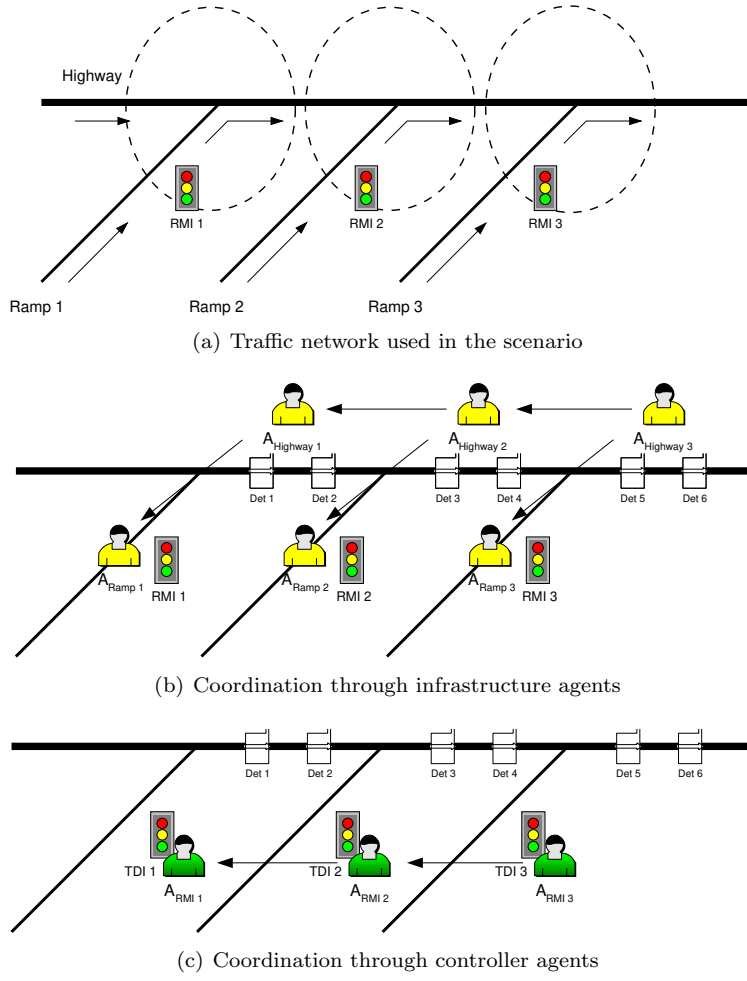 Highway
RMI 1
RMI 2
RMI 3
Ramp 1
Ramp 2
Ramp 3
(a) Traffic network used in the scenario
A Highway 1
A Highway 2
A Highway 3
Det 1
Det 2
Det 3
Det 4
Det 5
Det 6
A Ramp 1
RMI 1
A Ramp 2
RMI 2
A Ramp 3
RMI 3
(b) Coordination through infrastructure agents
Det 1
Det 2
Det 3
Det 4
Det 5
Det 6
TDI 1
TDI 2
TDI 3
A RMI 1
A RMI 2
A RMI 3
(c) Coordination through controller agents